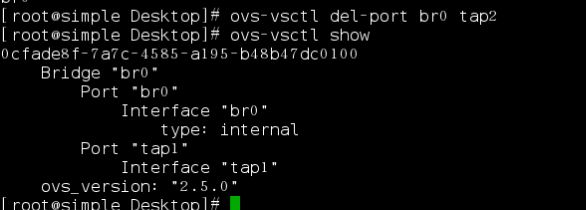 [root@simple Desktop]# ovs-vsctl del-port br0 tap2
[root@simple Desktop]# ovs-vsctl show
0cfade8f-7a7c-4585-a195-b48b47dc0100
    Bridge "br0"
        Port "br0"
            Interface "br0"
                type: internal
        Port "tap1"
            Interface "tap1"
    ovs_version: "2.5.0"
[root@simple Desktop]#